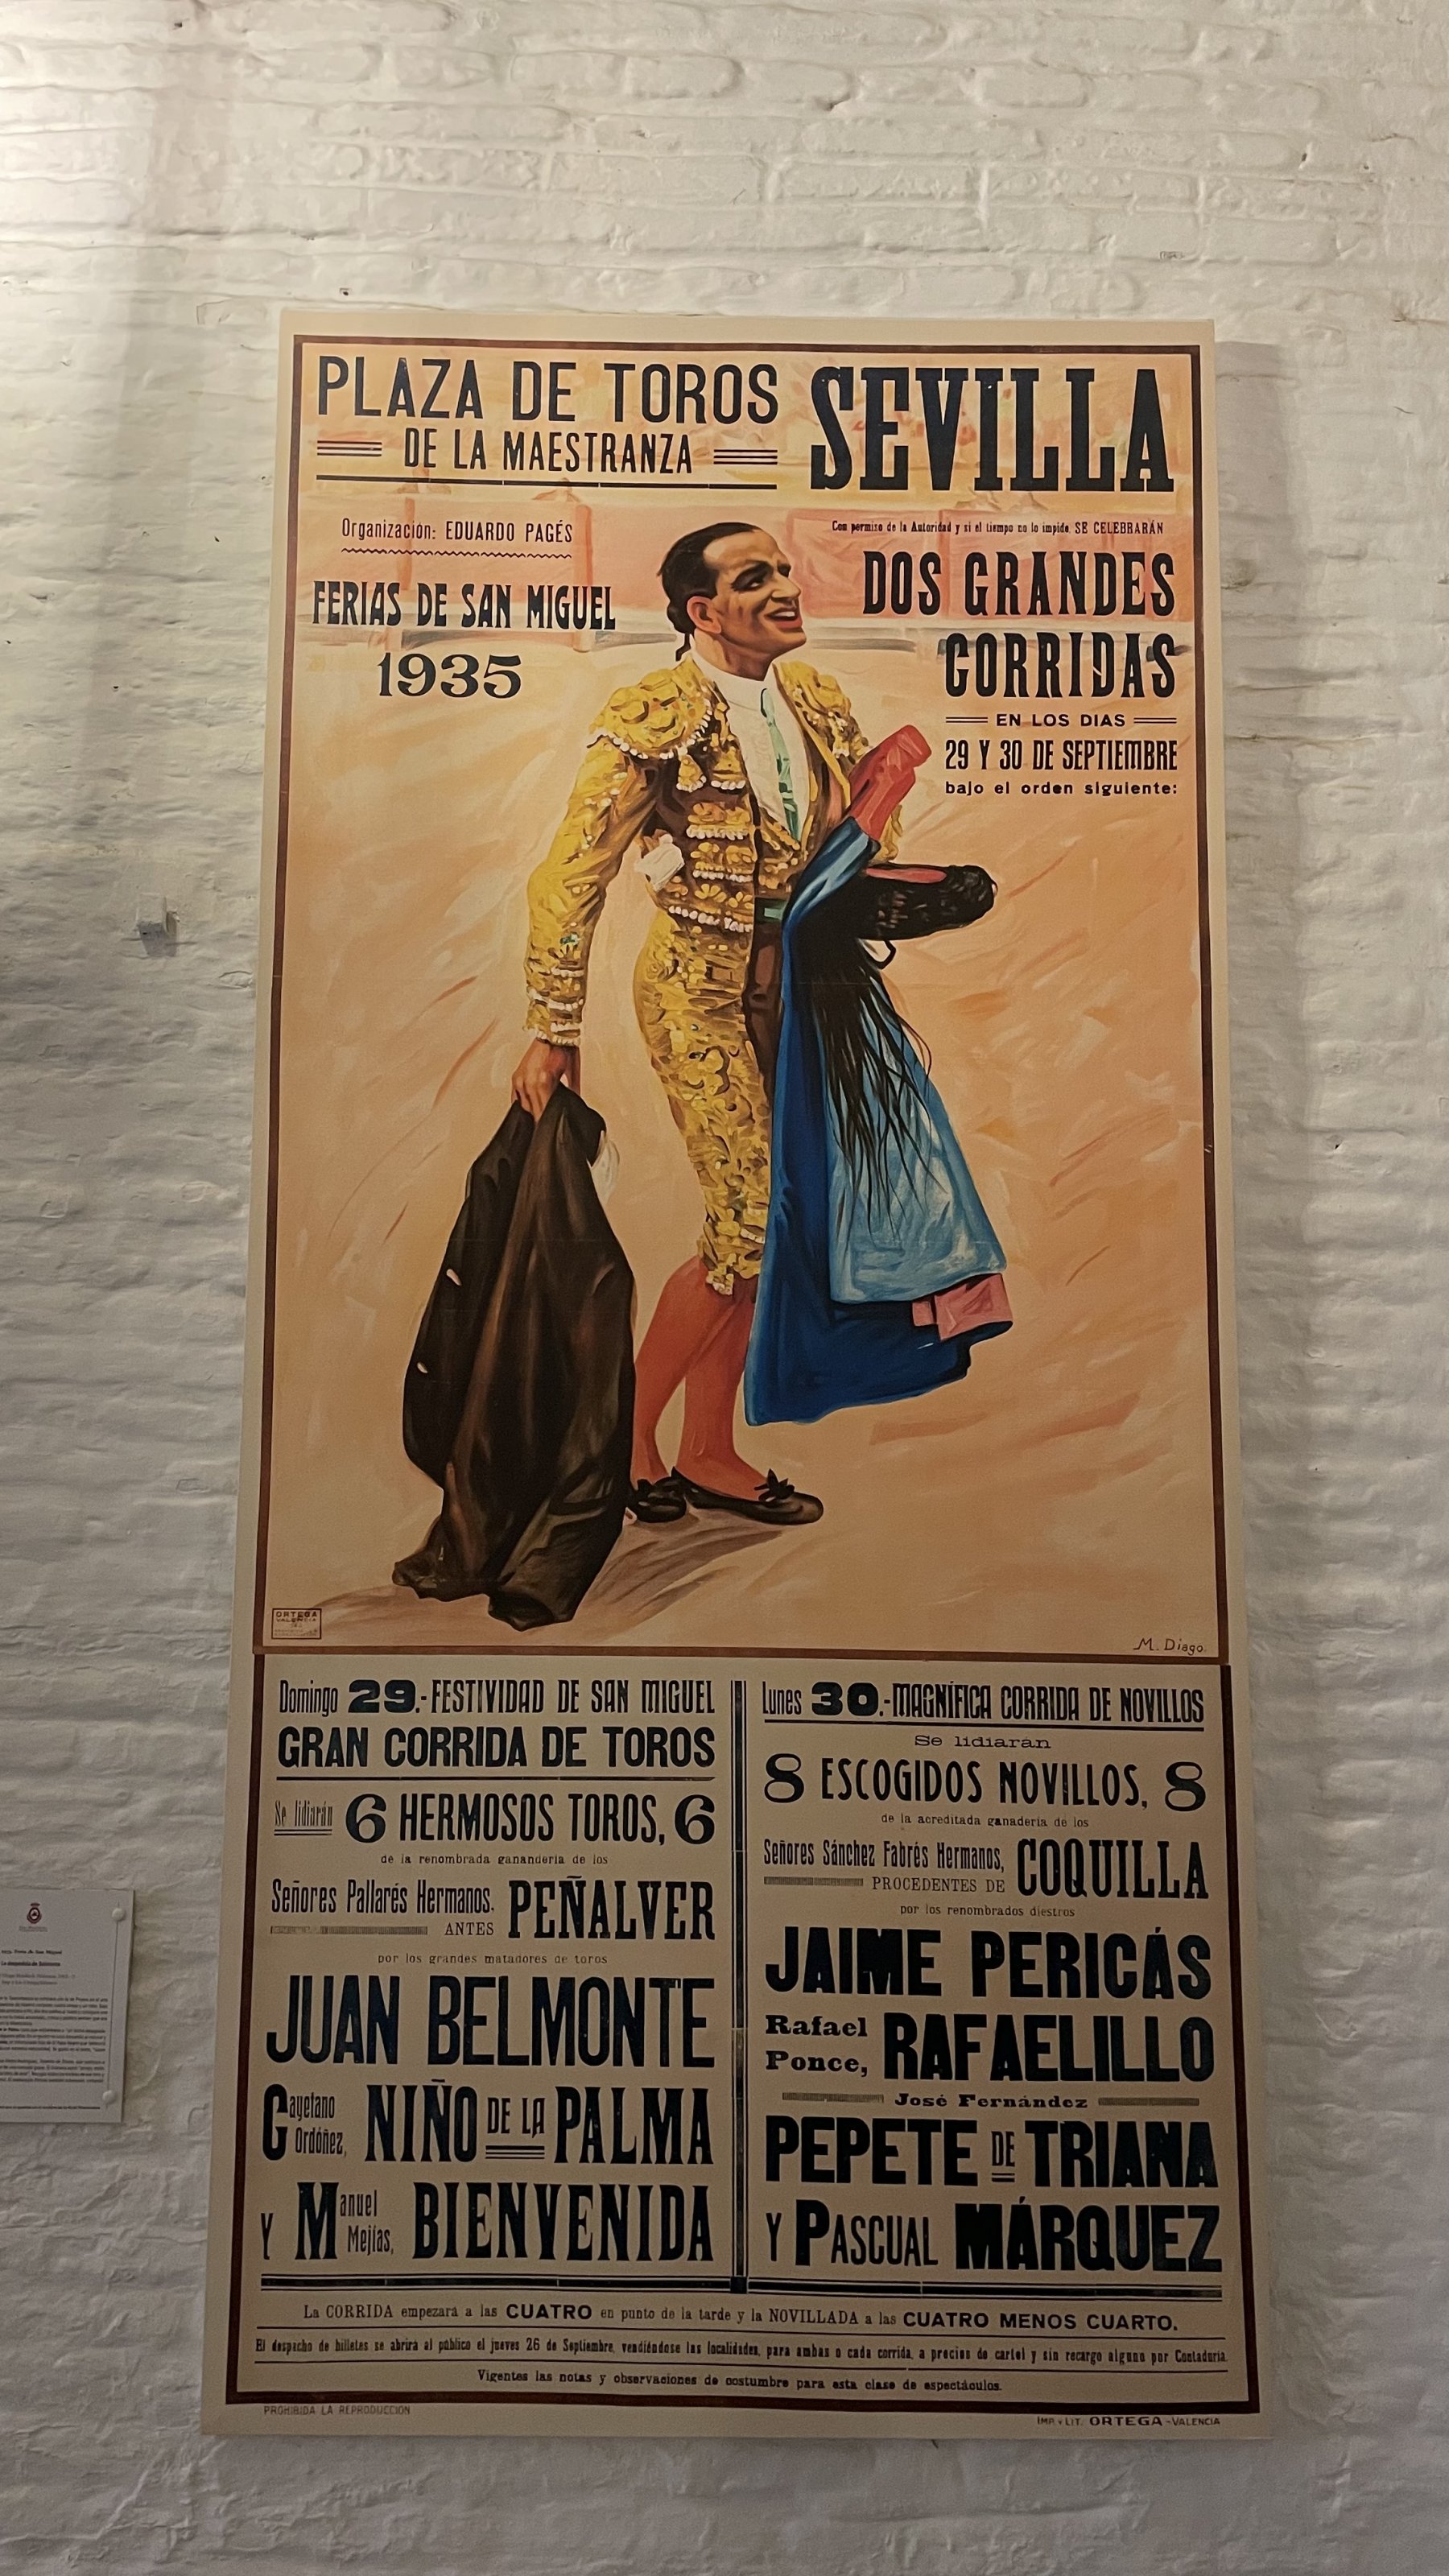 PLAZA DE TOROS
DE LA MAESTRANZA
SEVILLA
Organización: EDUARDO PAGÉS
FERIAS DE SAN MIGUEL
1935
Con permiso de la Autoridad y si el tiempo no lo impide, SE CELEBRARÁN
DOS GRANDES
CORRIDAS
EN LOS DIAS
29 Y 30 DE SEPTIEMBRE
bajo el orden siguiente:
ORTEGA
VALENCIA
M. Diago.
Domingo 29.-FESTIVIDAD DE SAN MIGUEL
GRAN CORRIDA DE TOROS
Se lidiarán 6 HERMOSOS TOROS, 6
de la renombrada ganandería de los
Señores Pallarés Hermanos,
ANTES PEÑALVER
por los grandes matadores de toros
JUAN BELMONTE
Cayetano Ordóñez, NIÑO DE LA PALMA
Y Manuel Mejías, BIENVENIDA
Lunes 30.-MAGNÍFICA CORRIDA DE NOVILLOS
Se lidiarán
8 ESCOGIDOS NOVILLOS, 8
de la acreditada ganadería de los
Señores Sánchez Fabrés Hermanos,
PROCEDENTES DE COQUILLA
por los renombrados diestros
JAIME PERICÁS
Rafael Ponce, RAFAELILLO
José Fernández
PEPETE DE TRIANA
Y PASCUAL MÁRQUEZ
La CORRIDA empezará a las CUATRO en punto de la tarde y la NOVILLADA a las CUATRO MENOS CUARTO.
El despacho de billetes se abrirá al público el jueves 26 de Septiembre, vendiéndose las localidades, para ambas o cada corrida, a precios de cartel y sin recargo alguno por Contaduría.
Vigentes las notas y observaciones de costumbre para esta clase de espectáculos.
PROHIBIDA LA REPRODUCCIÓN
IMP. Y LIT. ORTEGA-VALENCIA